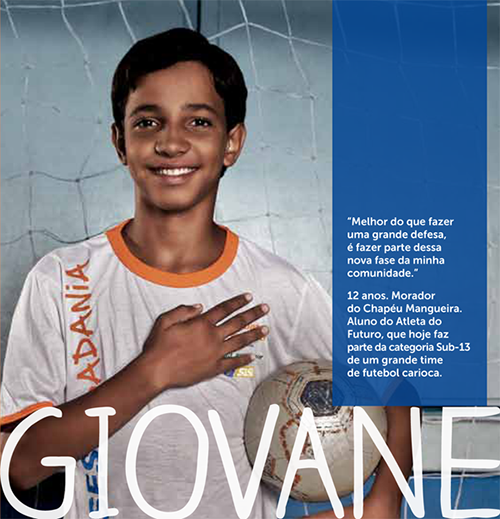 “Melhor do que fazer
uma grande defesa,
é fazer parte dessa
nova fase da minha
comunidade.”
12 anos. Morador
do Chapéu Mangueira.
Aluno do Atleta do
Futuro, que hoje faz
parte da categoria Sub-13
de um grande time
de futebol carioca.
ADANIA
GIOVANE